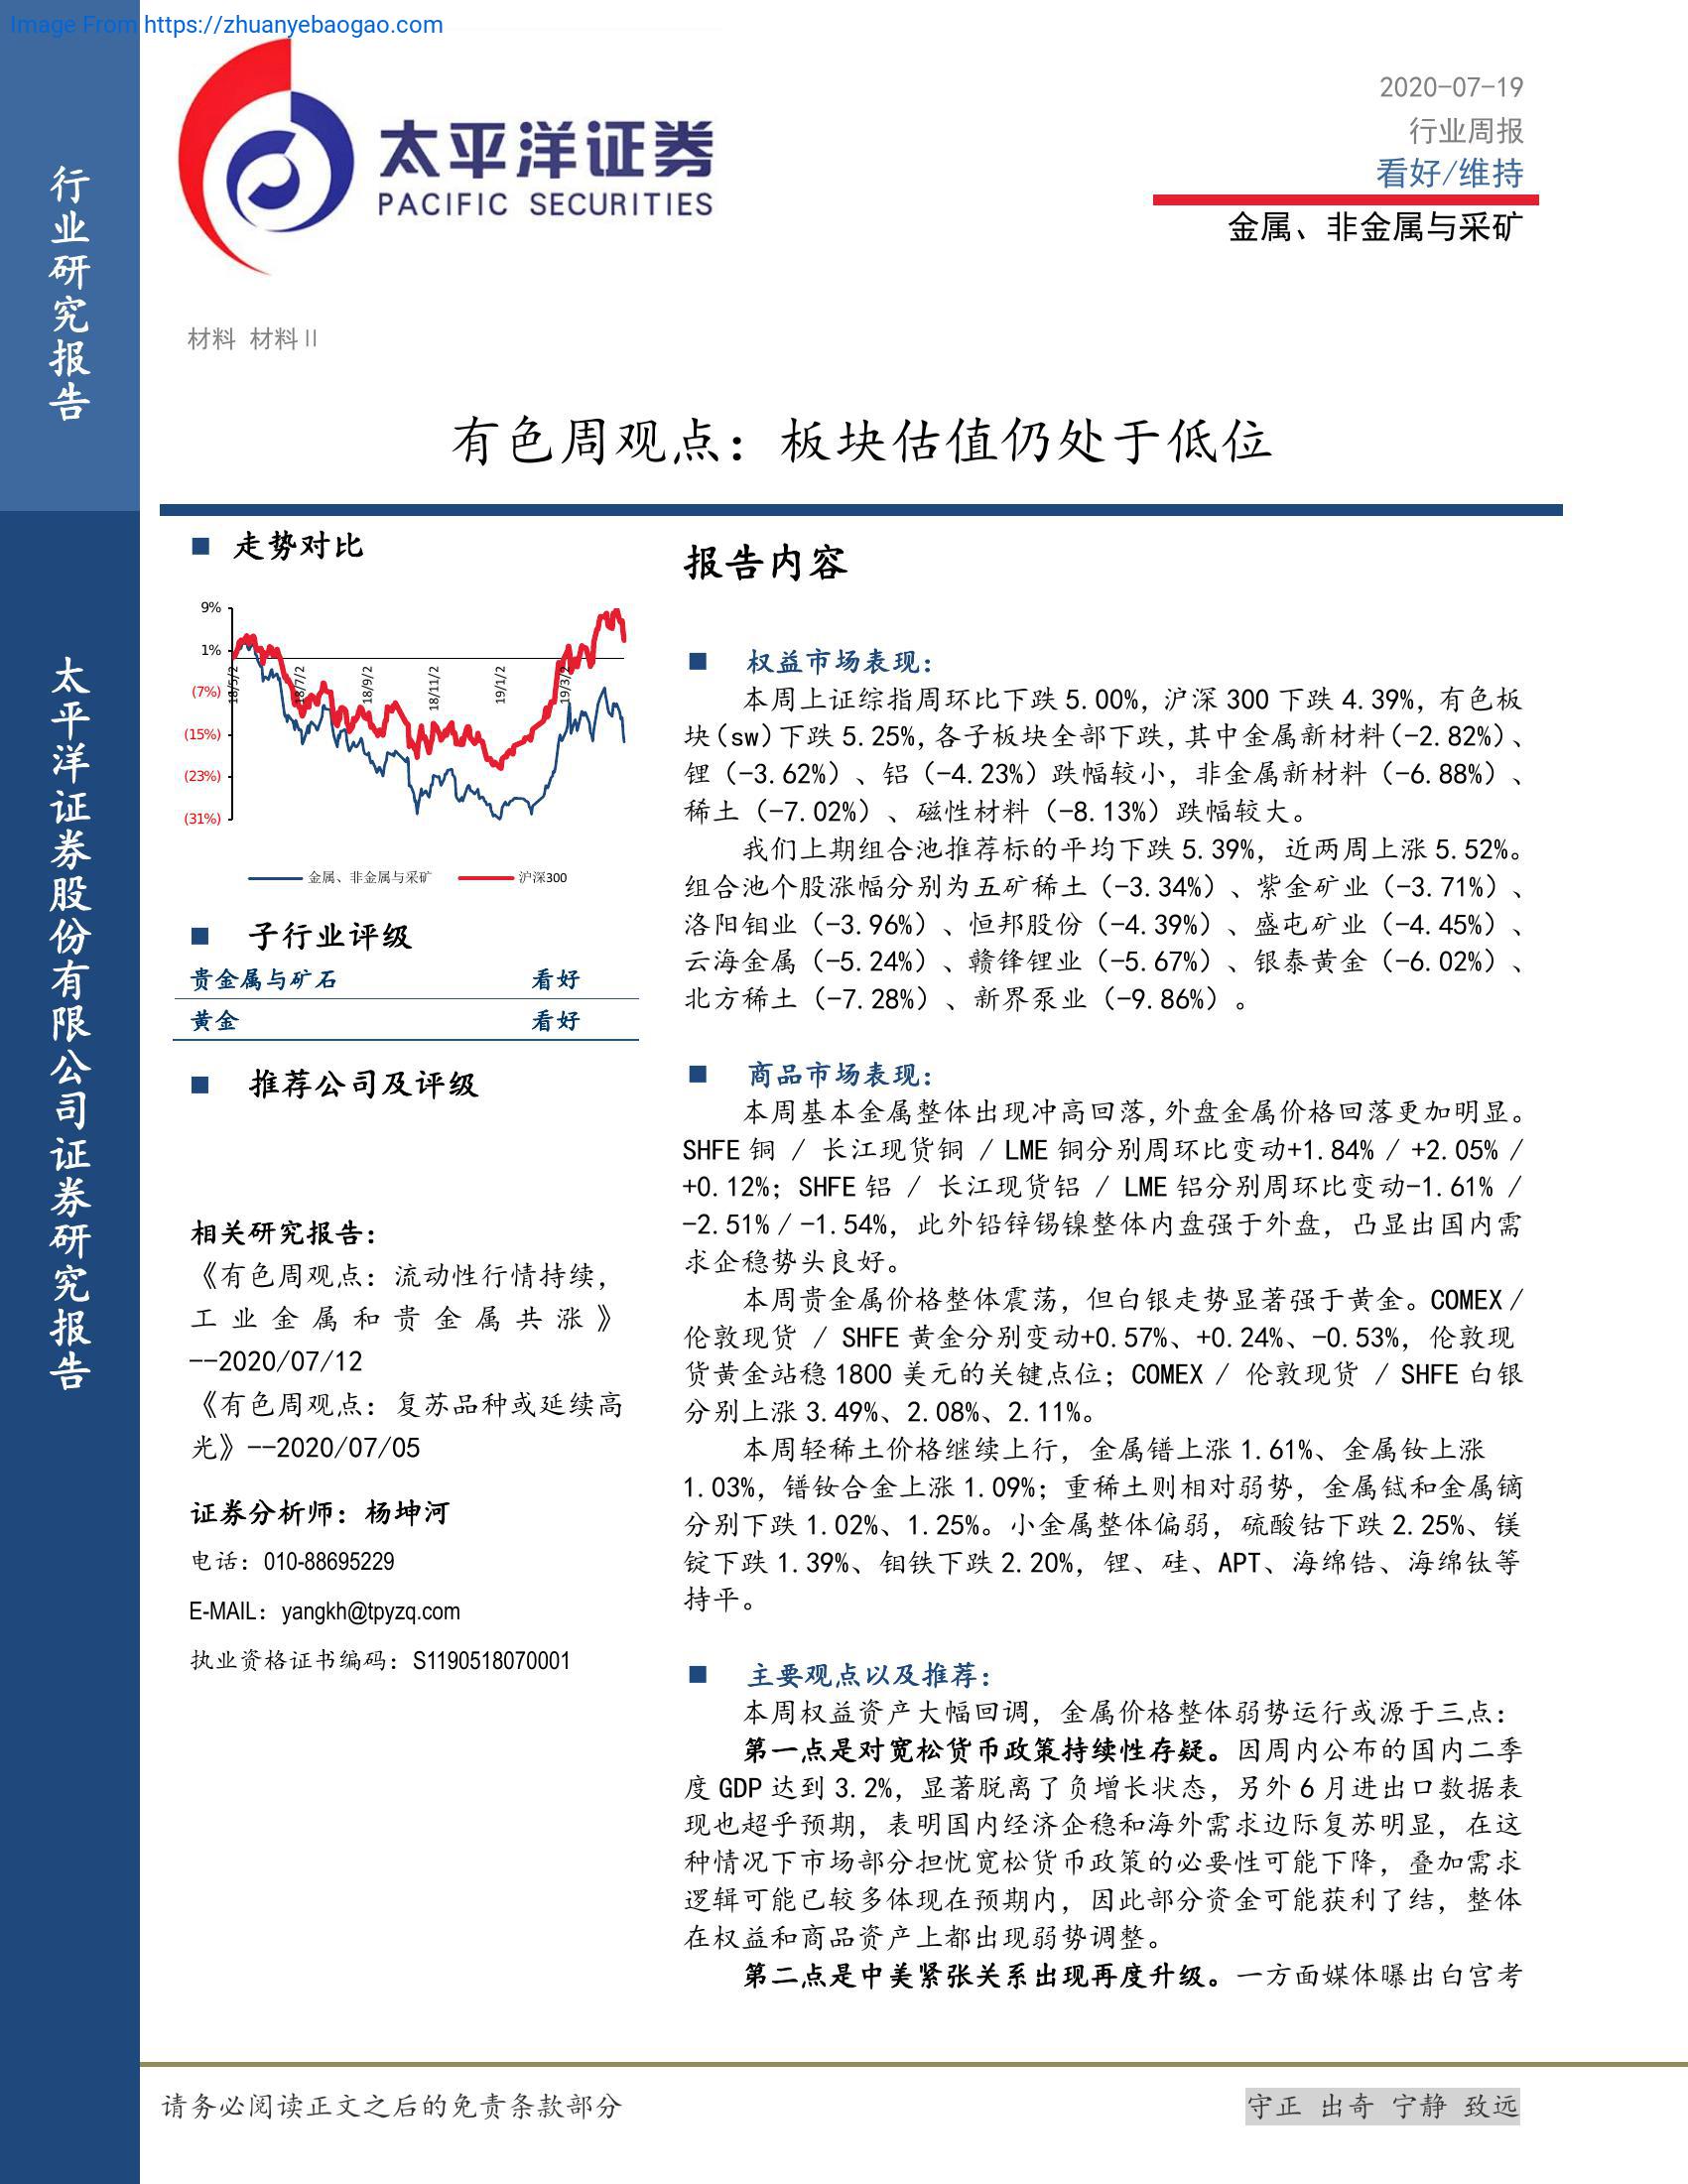 Image From https://zhuanyebaogao.com
行业研究报告
太平洋证券股份有限公司证券研究报告
太平洋证券
PACIFIC SECURITIES
2020-07-19
行业周报
看好/维持
金属、非金属与采矿
材料 材料Ⅱ
有色周观点：板块估值仍处于低位
■ 走势对比
9%
1%
(7%)
(15%)
(23%)
(31%)
18/5/2
18/7/2
18/9/2
18/11/2
19/1/2
19/3/2
金属、非金属与采矿 沪深300
■ 子行业评级
贵金属与矿石 看好
黄金 看好
■ 推荐公司及评级
相关研究报告：
《有色周观点：流动性行情持续，
工业金属和贵金属共涨》
--2020/07/12
《有色周观点：复苏品种或延续高
光》--2020/07/05
证券分析师：杨坤河
电话：010-88695229
E-MAIL：yangkh@tpyzq.com
执业资格证书编码：S1190518070001
报告内容
■ 权益市场表现：
本周上证综指周环比下跌 5.00%，沪深 300 下跌 4.39%，有色板
块（sw）下跌 5.25%，各子板块全部下跌，其中金属新材料（-2.82%）、
锂（-3.62%）、铝（-4.23%）跌幅较小，非金属新材料（-6.88%）、
稀土（-7.02%）、磁性材料（-8.13%）跌幅较大。
我们上期组合池推荐标的平均下跌 5.39%，近两周上涨 5.52%。
组合池个股涨幅分别为五矿稀土（-3.34%）、紫金矿业（-3.71%）、
洛阳钼业（-3.96%）、恒邦股份（-4.39%）、盛屯矿业（-4.45%）、
云海金属（-5.24%）、赣锋锂业（-5.67%）、银泰黄金（-6.02%）、
北方稀土（-7.28%）、新界泵业（-9.86%）。
■ 商品市场表现：
本周基本金属整体出现冲高回落，外盘金属价格回落更加明显。
SHFE 铜 / 长江现货铜 / LME 铜分别周环比变动+1.84% / +2.05% /
+0.12%；SHFE 铝 / 长江现货铝 / LME 铝分别周环比变动-1.61% /
-2.51% / -1.54%，此外铅锌锡镍整体内盘强于外盘，凸显出国内需
求企稳势头良好。
本周贵金属价格整体震荡，但白银走势显著强于黄金。COMEX /
伦敦现货 / SHFE 黄金分别变动+0.57%、+0.24%、-0.53%，伦敦现
货黄金站稳 1800 美元的关键点位；COMEX / 伦敦现货 / SHFE 白银
分别上涨 3.49%、2.08%、2.11%。
本周轻稀土价格继续上行，金属镨上涨 1.61%、金属钕上涨
1.03%，镨钕合金上涨 1.09%；重稀土则相对弱势，金属铽和金属镝
分别下跌 1.02%、1.25%。小金属整体偏弱，硫酸钴下跌 2.25%、镁
锭下跌 1.39%、钼铁下跌 2.20%，锂、硅、APT、海绵锆、海绵钛等
持平。
■ 主要观点以及推荐：
本周权益资产大幅回调，金属价格整体弱势运行或源于三点：
第一点是对宽松货币政策持续性存疑。因周内公布的国内二季
度 GDP 达到 3.2%，显著脱离了负增长状态，另外 6 月进出口数据表
现也超乎预期，表明国内经济企稳和海外需求边际复苏明显，在这
种情况下市场部分担忧宽松货币政策的必要性可能下降，叠加需求
逻辑可能已较多体现在预期内，因此部分资金可能获利了结，整体
在权益和商品资产上都出现弱势调整。
第二点是中美紧张关系出现再度升级。一方面媒体曝出白宫考
请务必阅读正文之后的免责条款部分
守正 出奇 宁静 致远